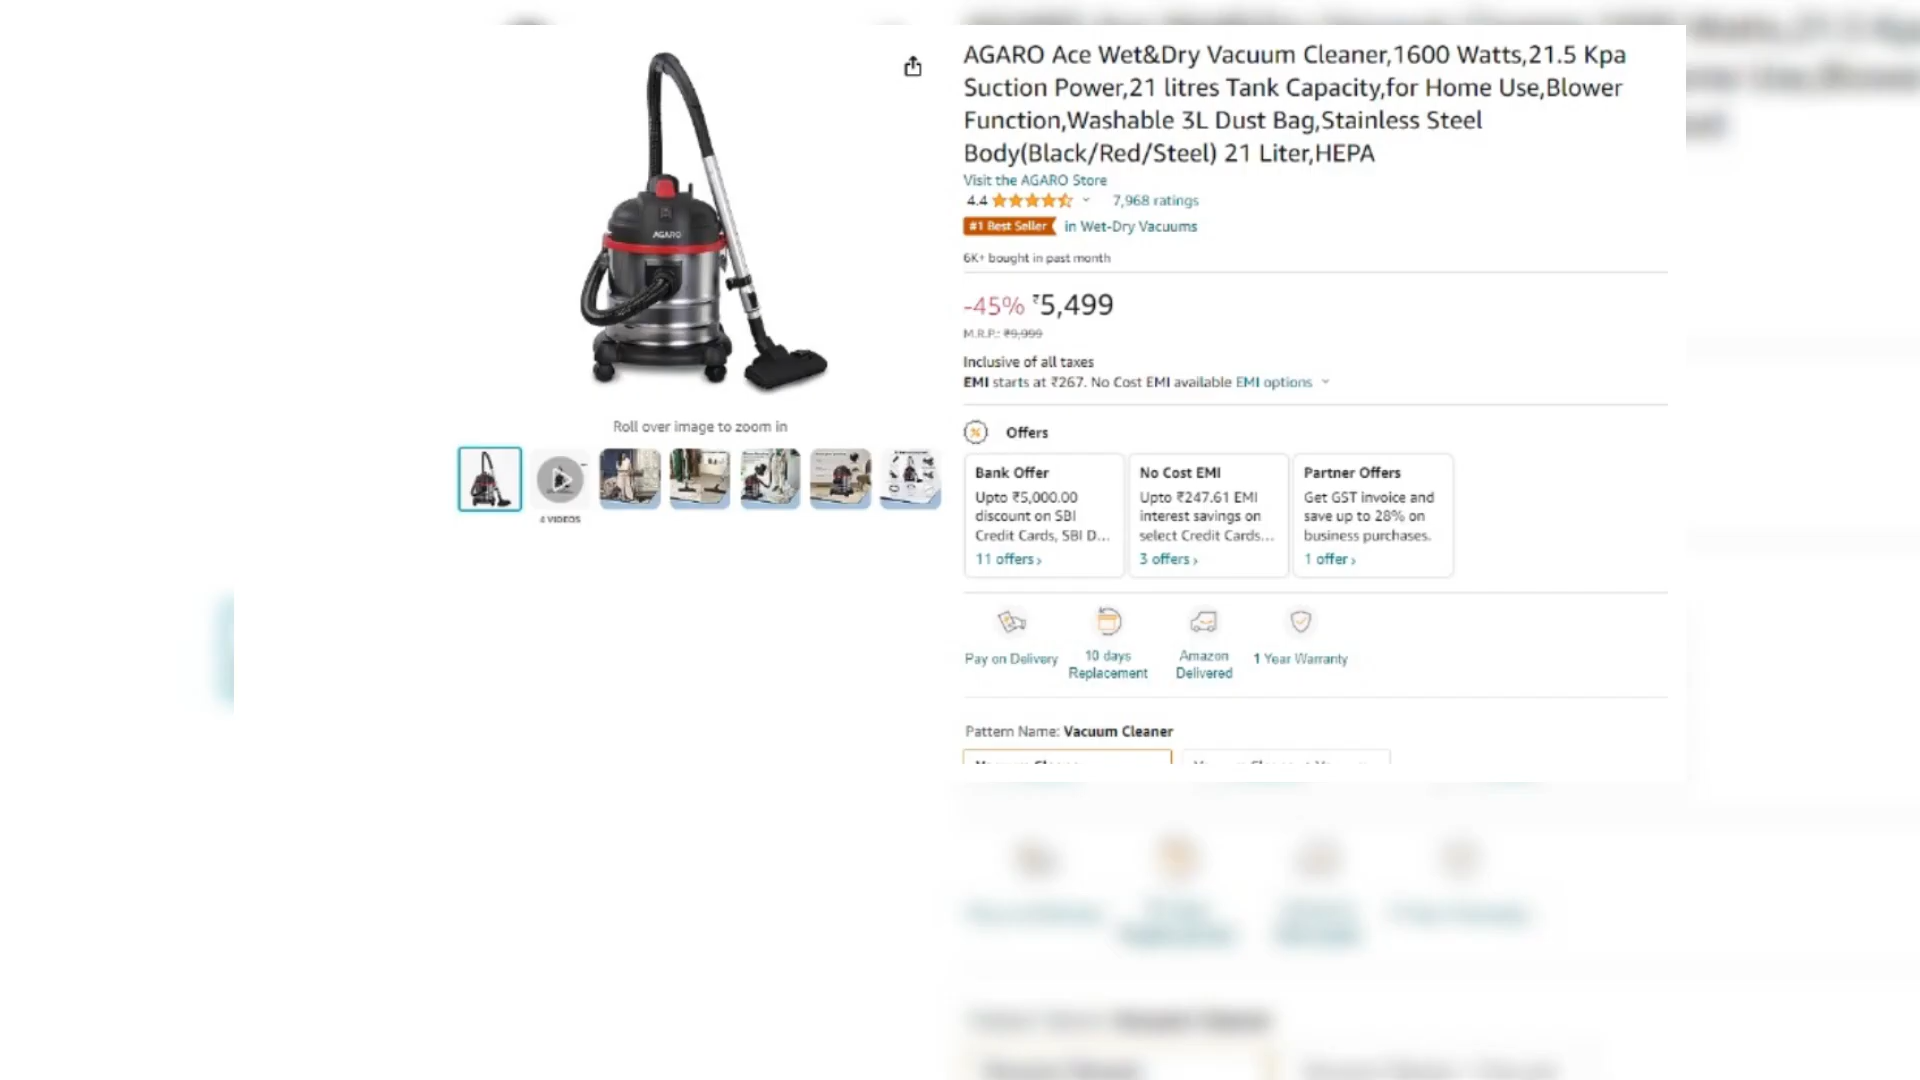 AGARO Ace Wet&Dry Vacuum Cleaner,1600 Watts,21.5 Kpa
Suction Power,21 litres Tank Capacity,for Home Use,Blower
Function,Washable 3L Dust Bag,Stainless Steel
Body(Black/Red/Steel) 21 Liter,HEPA
Visit the AGARO Store
4.4 7,968 ratings
#1 Best Seller in Wet-Dry Vacuums
6K+ bought in past month
-45% ₹5,499
M.R.P.: ₹9,999
Inclusive of all taxes
EMI starts at ₹267. No Cost EMI available EMI options
AGARO
Roll over image to zoom in
4 VIDEOS
Offers
Bank Offer
Upto ₹5,000.00
discount on SBI
Credit Cards, SBI D...
11 offers
No Cost EMI
Upto ₹247.61 EMI
interest savings on
select Credit Cards...
3 offers
Partner Offers
Get GST invoice and
save up to 28% on
business purchases.
1 offer
Pay on Delivery
10 days
Replacement
Amazon
Delivered
1 Year Warranty
Pattern Name: Vacuum Cleaner